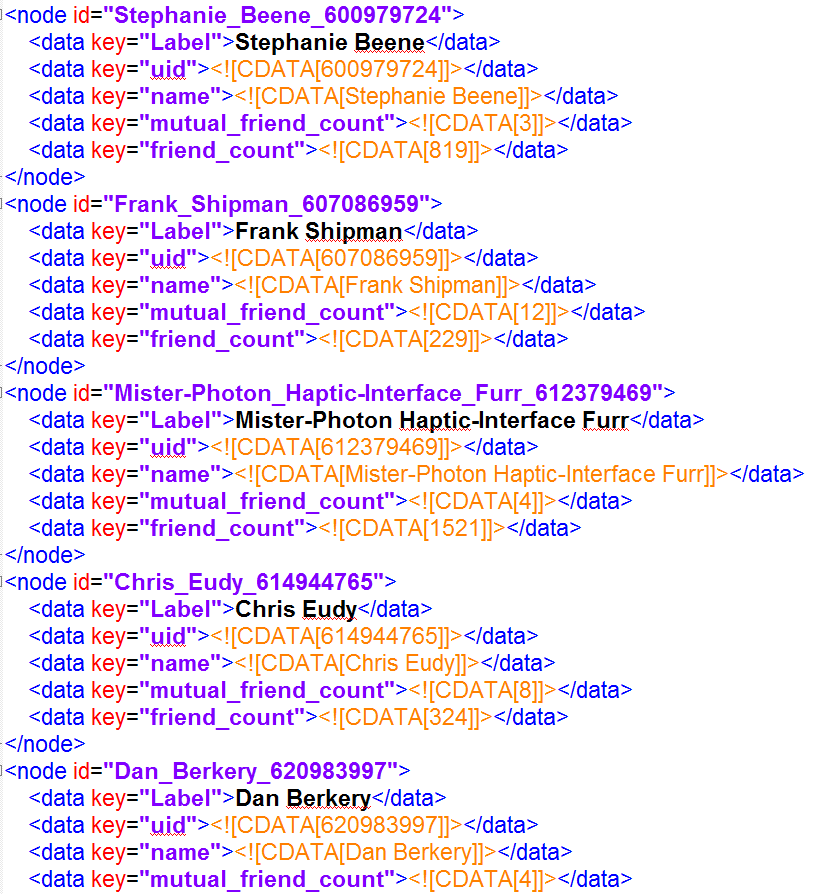 <node id="Stephanie_Beene_600979724">
<data key="Label">Stephanie Beene</data>
<data key="uid"><![CDATA[600979724]]></data>
<data key="name"><![CDATA[Stephanie Beene]]></data>
<data key="mutual_friend_count"><![CDATA[3]]></data>
<data key="friend_count"><![CDATA[819]]></data>
</node>
<node id="Frank_Shipman_607086959">
<data key="Label">Frank Shipman</data>
<data key="uid"><![CDATA[607086959]]></data>
<data key="name"><![CDATA[Frank Shipman]]></data>
<data key="mutual_friend_count"><![CDATA[12]]></data>
<data key="friend_count"><![CDATA[229]]></data>
</node>
<node id="Mister-Photon_Haptic-Interface_Furr_612379469">
<data key="Label">Mister-Photon Haptic-Interface Furr</data>
<data key="uid"><![CDATA[612379469]]></data>
<data key="name"><![CDATA[Mister-Photon Haptic-Interface Furr]]></data>
<data key="mutual_friend_count"><![CDATA[4]]></data>
<data key="friend_count"><![CDATA[1521]]></data>
</node>
<node id="Chris_Eudy_614944765">
<data key="Label">Chris Eudy</data>
<data key="uid"><![CDATA[614944765]]></data>
<data key="name"><![CDATA[Chris Eudy]]></data>
<data key="mutual_friend_count"><![CDATA[8]]></data>
<data key="friend_count"><![CDATA[324]]></data>
</node>
<node id="Dan_Berkery_620983997">
<data key="Label">Dan Berkery</data>
<data key="uid"><![CDATA[620983997]]></data>
<data key="name"><![CDATA[Dan Berkery]]></data>
<data key="mutual_friend_count"><![CDATA[4]]></data>